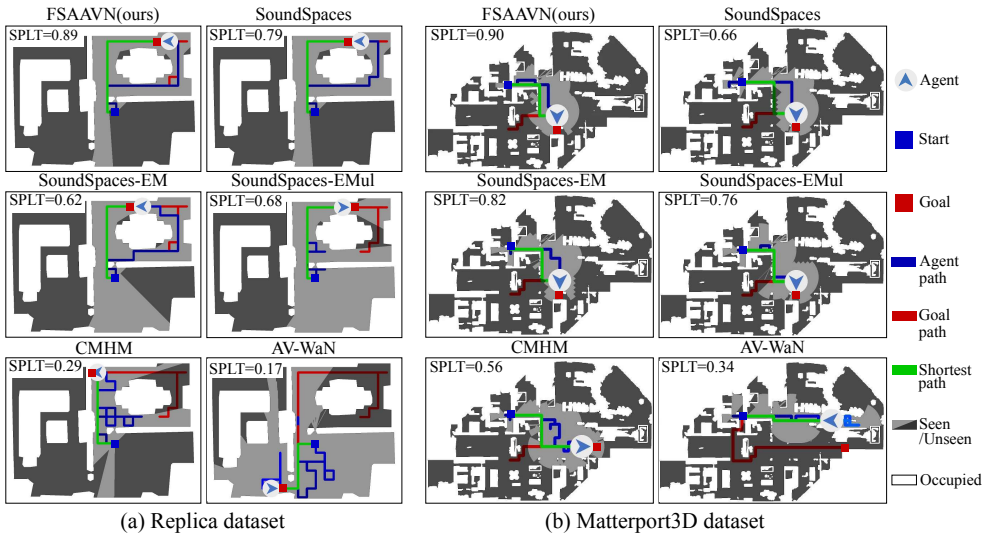 FSAAVN(ours) SoundSpaces FSAAVN(ours) SoundSpaces
SPLT=0.89 SPLT=0.79 SPLT=0.90 SPLT=0.66
Agent
Start
SoundSpaces-EM SoundSpaces-EMul SoundSpaces-EM SoundSpaces-EMul
SPLT=0.62 SPLT=0.68 SPLT=0.82 SPLT=0.76
Goal
Agent
path
Goal
path
CMHM AV-WaN CMHM AV-WaN
SPLT=0.29 SPLT=0.17 SPLT=0.56 SPLT=0.34
Shortest
path
Seen
/Unseen
Occupied
(a) Replica dataset (b) Matterport3D dataset